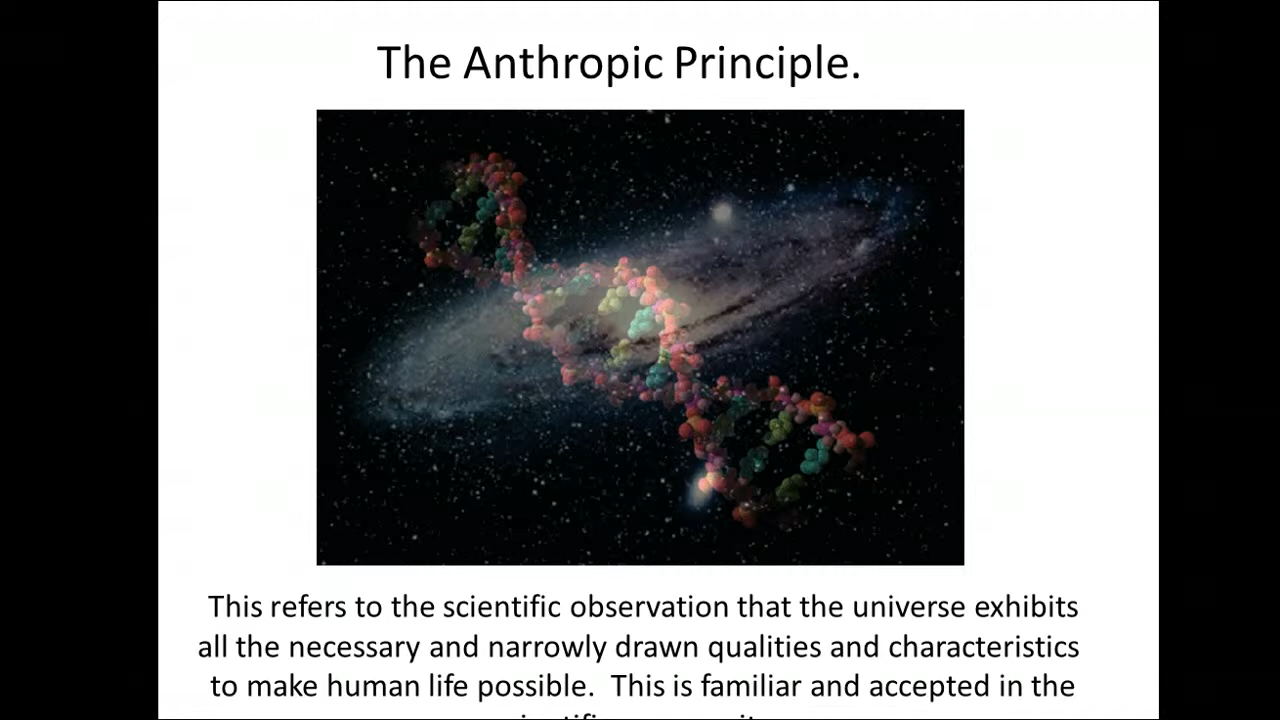 The Anthropic Principle.
This refers to the scientific observation that the universe exhibits
all the necessary and narrowly drawn qualities and characteristics
to make human life possible.  This is familiar and accepted in the